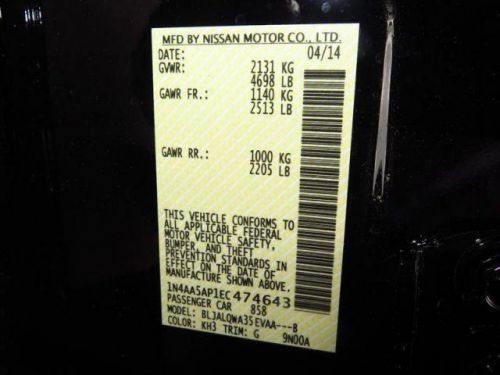 MFD BY NISSAN MOTOR CO., LTD.
DATE: 04/14
GVWR: 2131 KG
4698 LB
GAWR FR.: 1140 KG
2513 LB
GAWR RR.: 1000 KG
2205 LB
THIS VEHICLE CONFORMS TO
ALL APPLICABLE FEDERAL
MOTOR VEHICLE SAFETY,
BUMPER, AND THEFT
PREVENTION STANDARDS IN
EFFECT ON THE DATE OF
MANUFACTURE SHOWN ABOVE.
1N4AA5AP1EC474643
PASSENGER CAR 858
MODEL: BLJALQWA35EVAA---B
COLOR: KH3 TRIM: G 9N00A